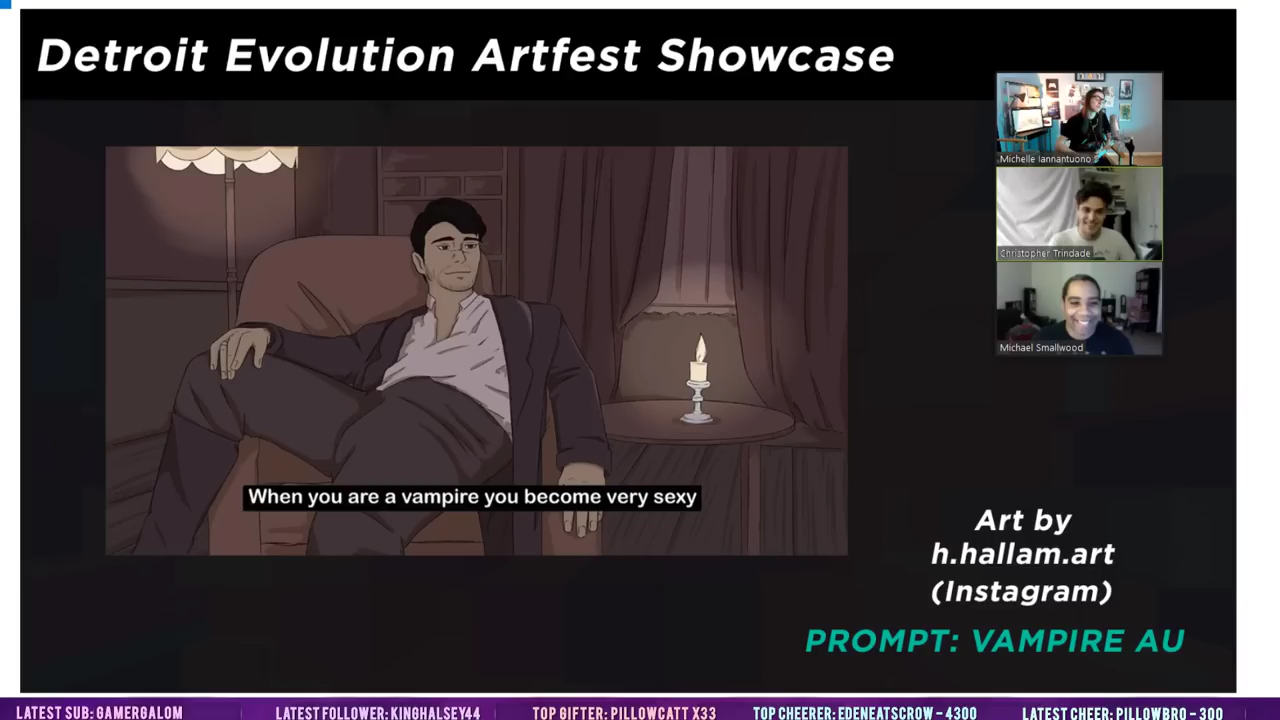 Detroit Evolution Artfest Showcase
Michelle Iannantuono
Christopher Trindade
Michael Smallwood
When you are a vampire you become very sexy
Art by
h.hallam.art
(Instagram)
PROMPT: VAMPIRE AU
LATEST SUB: GAMERGALOM
LATEST FOLLOWER: KINGHALSEY44
TOP GIFTER: PILLOWCATT X33
TOP CHEERER: EDENEATSCROW - 4300
LATEST CHEER: PILLOWBRO - 300